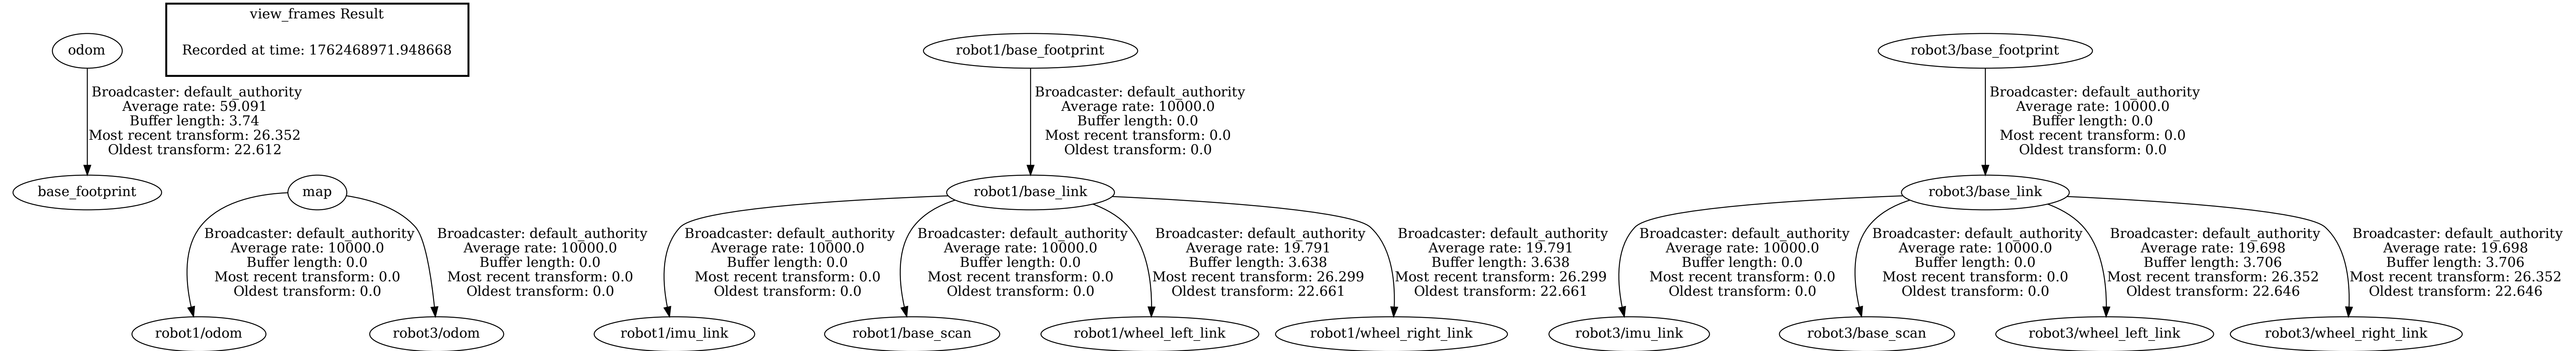 view_frames Result
Recorded at time: 1762468971.948668
odom
robot1/base_footprint
robot3/base_footprint
Broadcaster: default_authority
Average rate: 59.091
Buffer length: 3.74
Most recent transform: 26.352
Oldest transform: 22.612
Broadcaster: default_authority
Average rate: 10000.0
Buffer length: 0.0
Most recent transform: 0.0
Oldest transform: 0.0
Broadcaster: default_authority
Average rate: 10000.0
Buffer length: 0.0
Most recent transform: 0.0
Oldest transform: 0.0
base_footprint
map
robot1/base_link
robot3/base_link
Broadcaster: default_authority
Average rate: 10000.0
Buffer length: 0.0
Most recent transform: 0.0
Oldest transform: 0.0
Broadcaster: default_authority
Average rate: 10000.0
Buffer length: 0.0
Most recent transform: 0.0
Oldest transform: 0.0
Broadcaster: default_authority
Average rate: 10000.0
Buffer length: 0.0
Most recent transform: 0.0
Oldest transform: 0.0
Broadcaster: default_authority
Average rate: 10000.0
Buffer length: 0.0
Most recent transform: 0.0
Oldest transform: 0.0
Broadcaster: default_authority
Average rate: 19.791
Buffer length: 3.638
Most recent transform: 26.299
Oldest transform: 22.661
Broadcaster: default_authority
Average rate: 19.791
Buffer length: 3.638
Most recent transform: 26.299
Oldest transform: 22.661
Broadcaster: default_authority
Average rate: 10000.0
Buffer length: 0.0
Most recent transform: 0.0
Oldest transform: 0.0
Broadcaster: default_authority
Average rate: 10000.0
Buffer length: 0.0
Most recent transform: 0.0
Oldest transform: 0.0
Broadcaster: default_authority
Average rate: 19.698
Buffer length: 3.706
Most recent transform: 26.352
Oldest transform: 22.646
Broadcaster: default_authority
Average rate: 19.698
Buffer length: 3.706
Most recent transform: 26.352
Oldest transform: 22.646
robot1/odom
robot3/odom
robot1/imu_link
robot1/base_scan
robot1/wheel_left_link
robot1/wheel_right_link
robot3/imu_link
robot3/base_scan
robot3/wheel_left_link
robot3/wheel_right_link